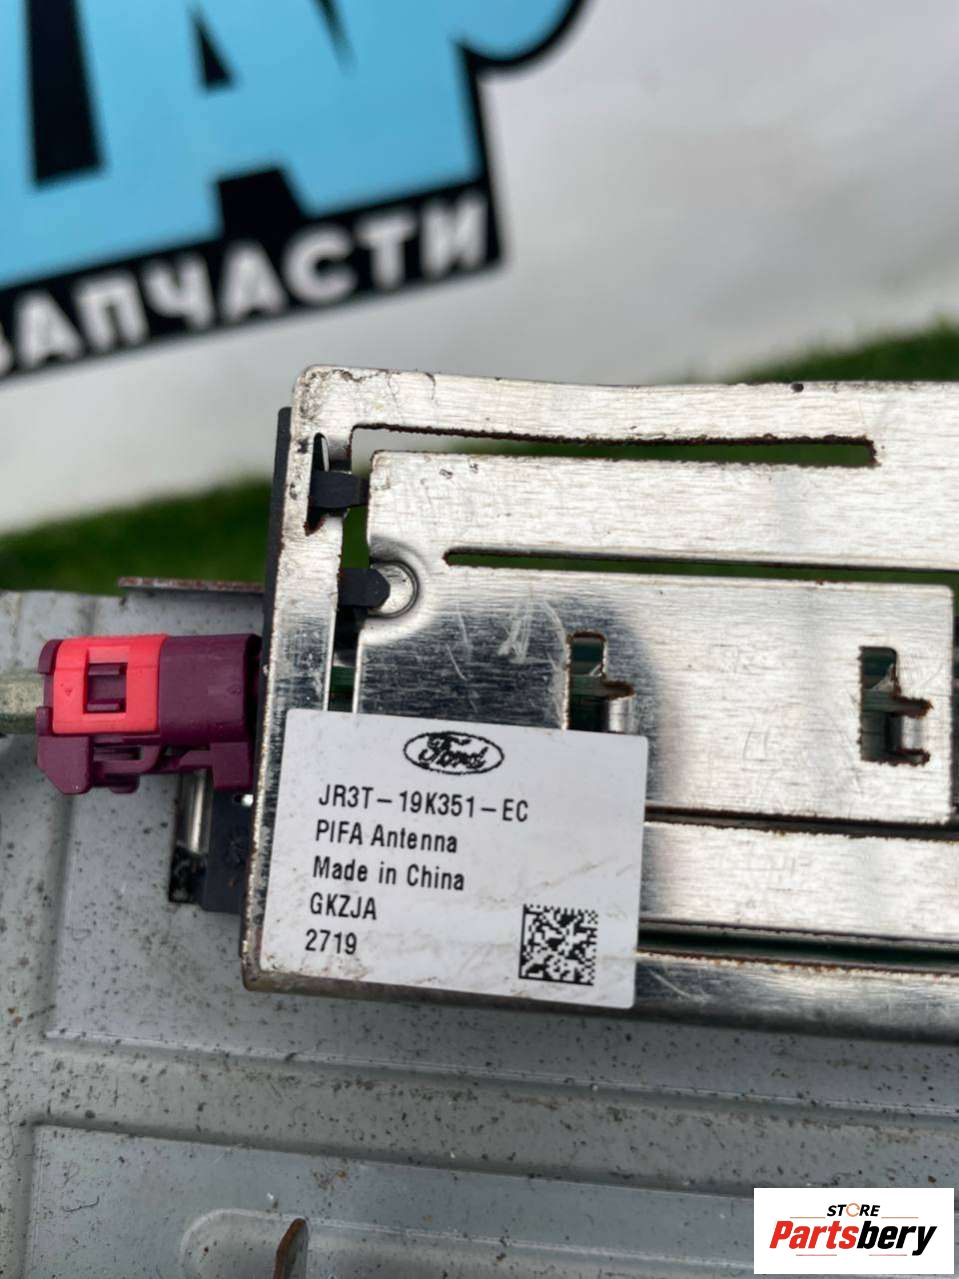 ЗАПЧАСТИ
Ford
JR3T-19K351-EC
PIFA Antenna
Made in China
GKZJA
2719
STORE
Partsbery